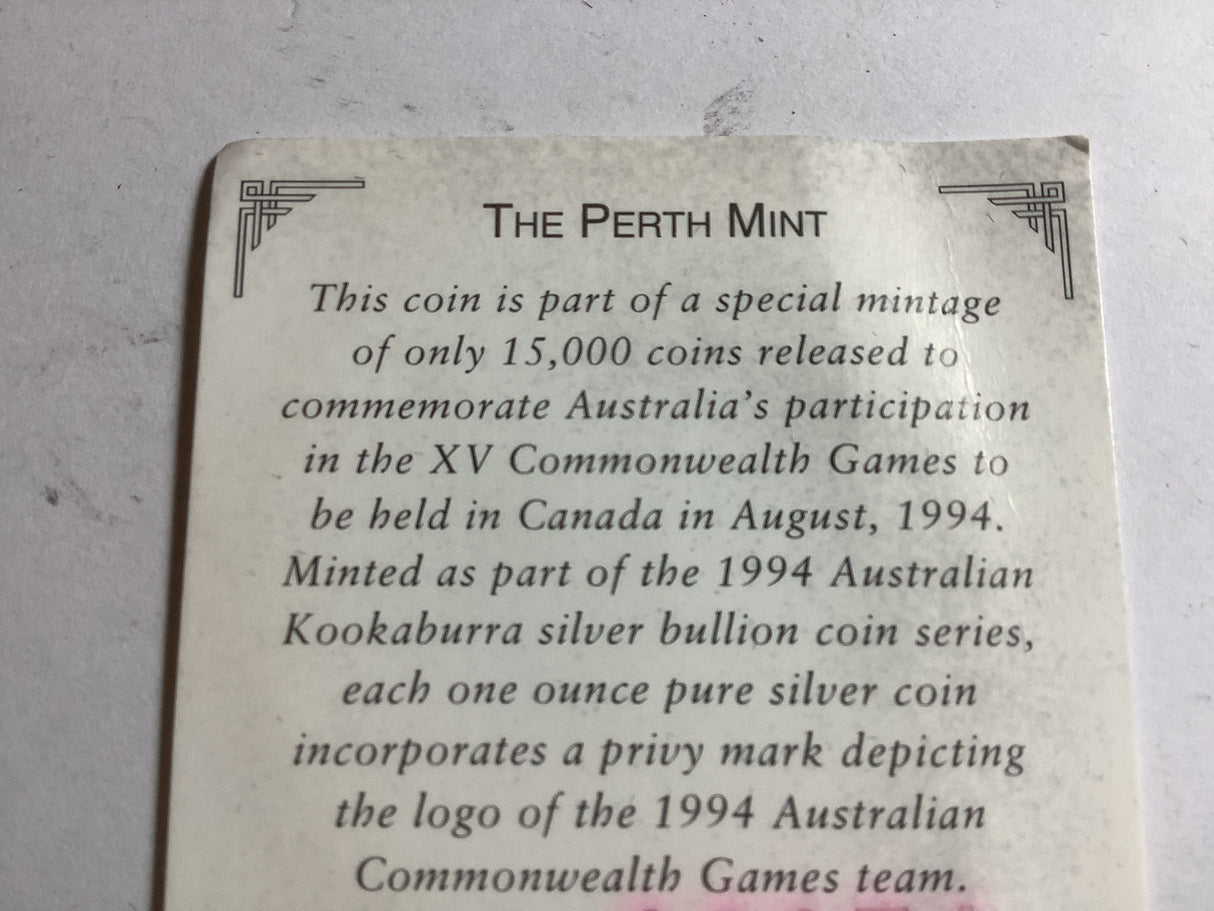 THE PERTH MINT
This coin is part of a special mintage
of only 15,000 coins released to
commemorate Australia's participation
in the XV Commonwealth Games to
be held in Canada in August, 1994.
Minted as part of the 1994 Australian
Kookaburra silver bullion coin series,
each one ounce pure silver coin
incorporates a privy mark depicting
the logo of the 1994 Australian
Commonwealth Games team.